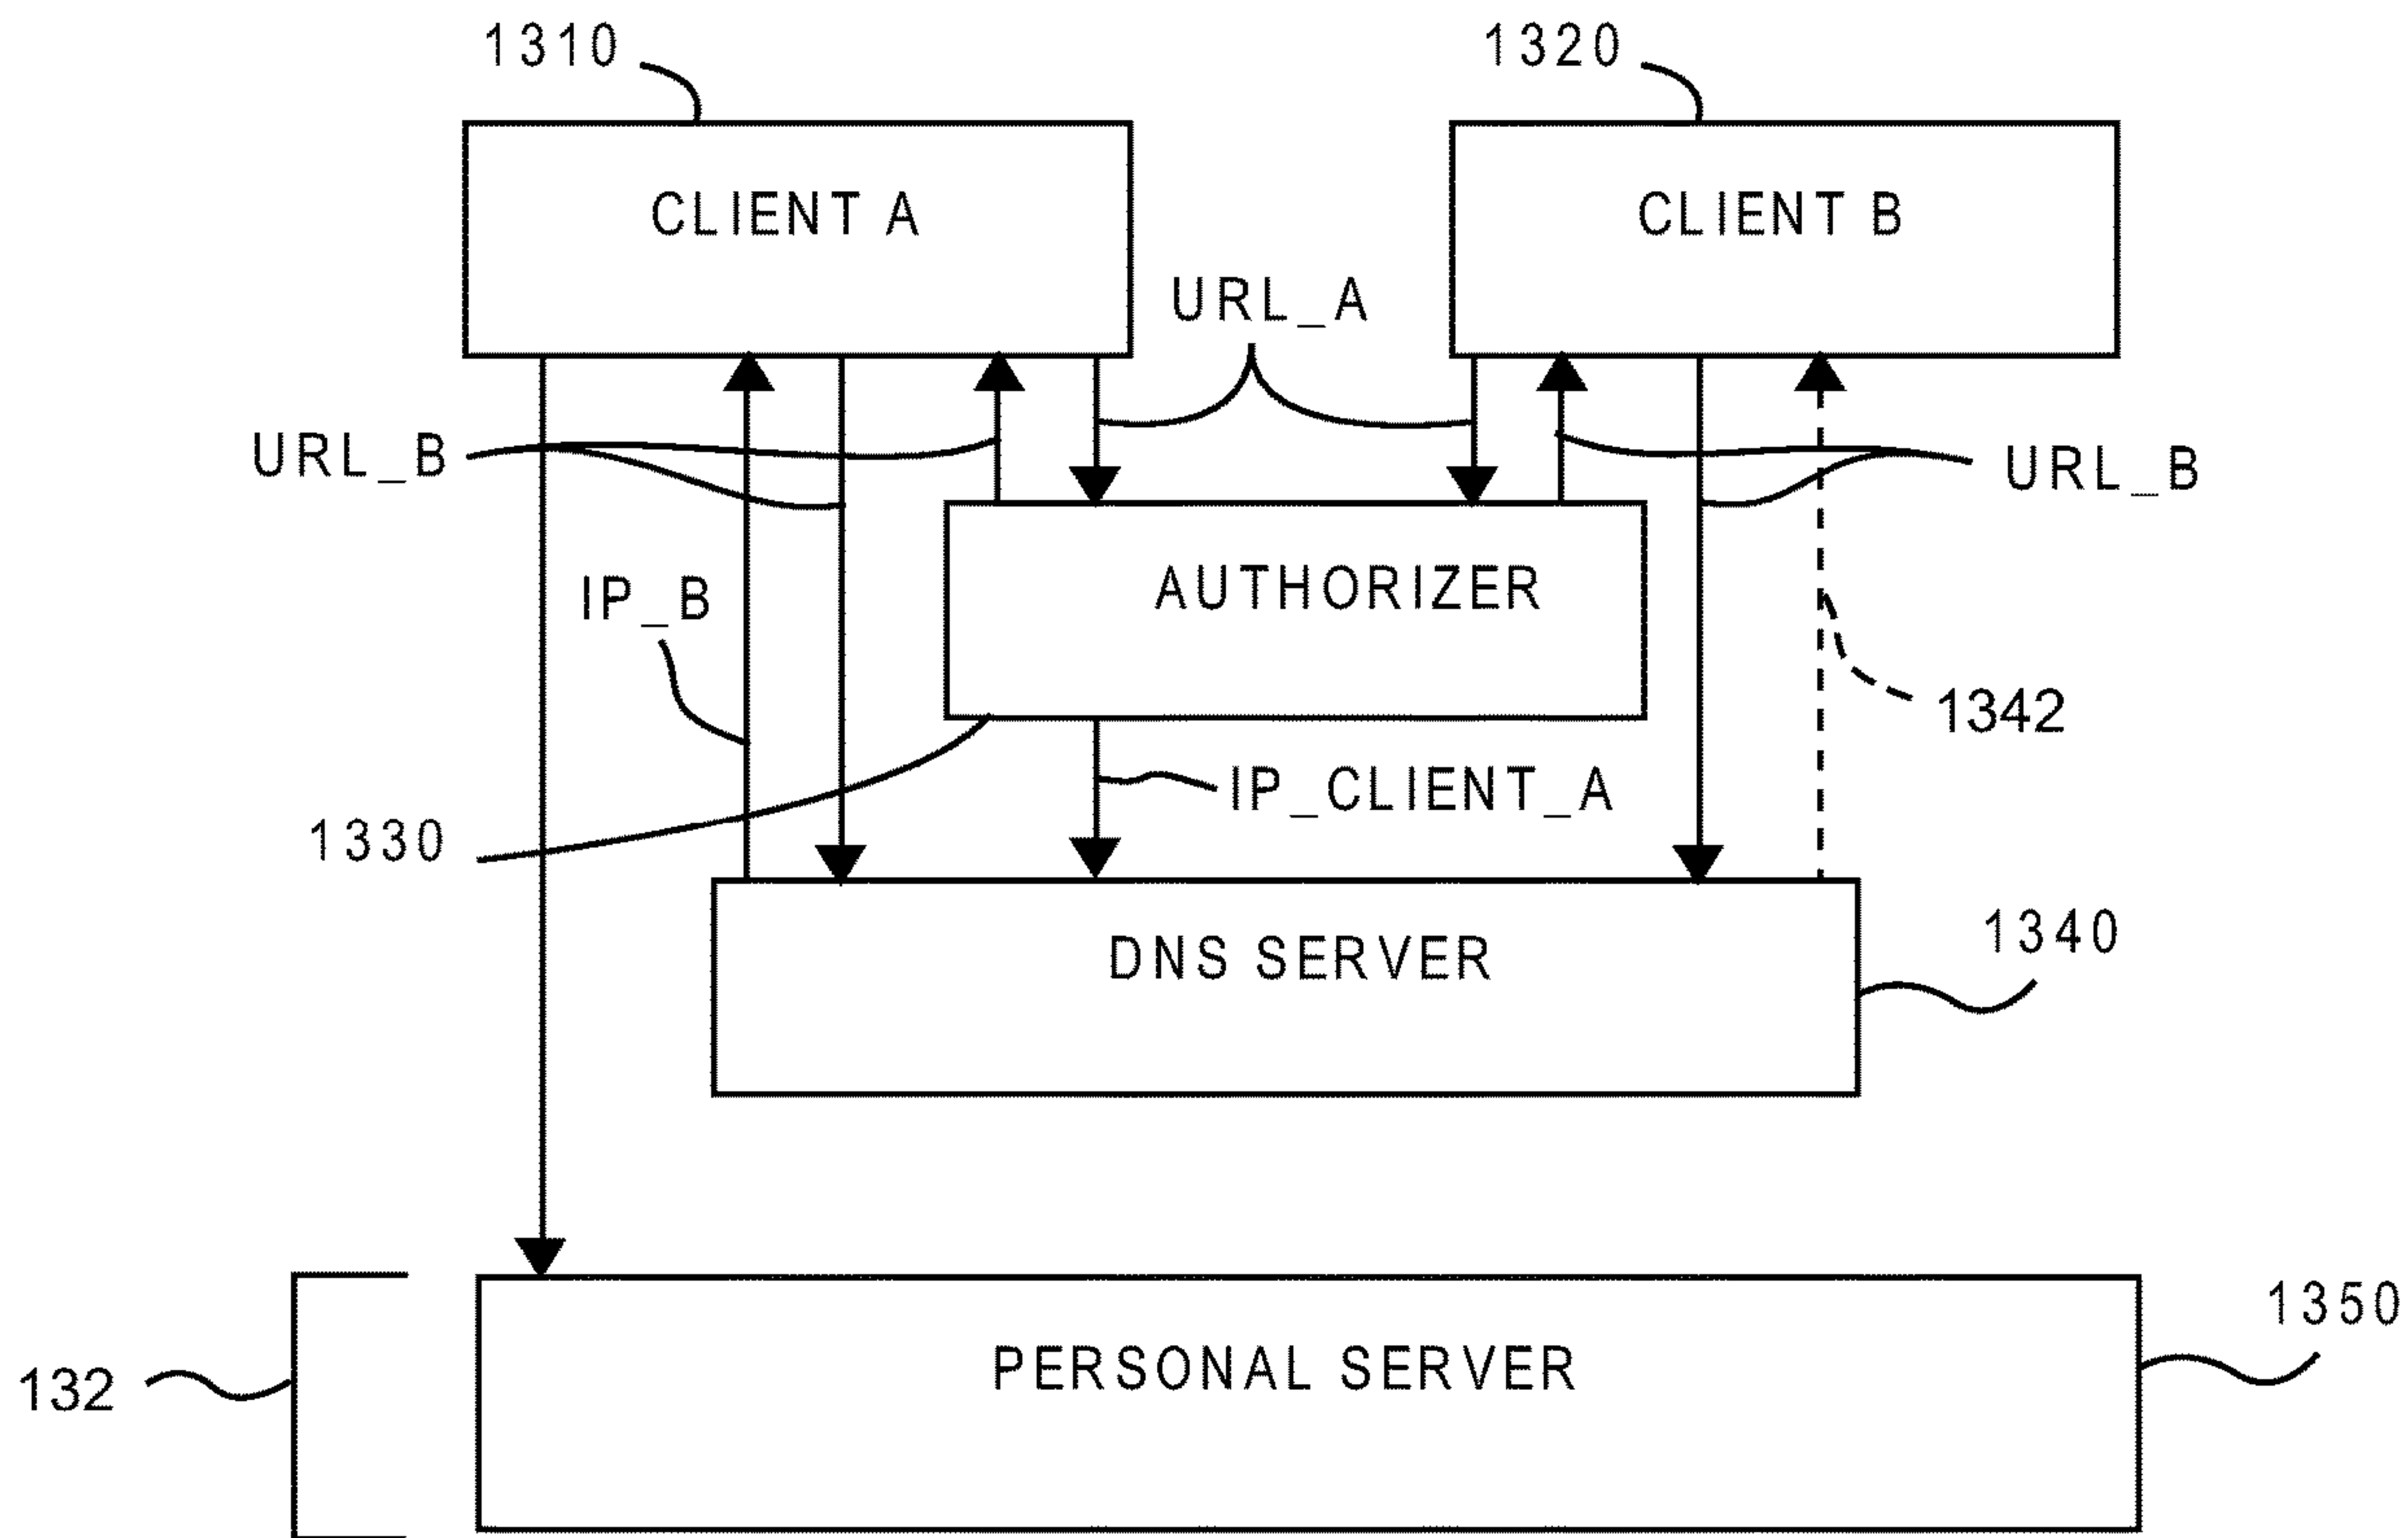 1310
1320
CLIENT A
CLIENT B
URL_A
URL_B
URL_B
AUTHORIZER
IP_B
1342
IP_CLIENT_A
1330
DNS SERVER
1340
1350
PERSONAL SERVER
132